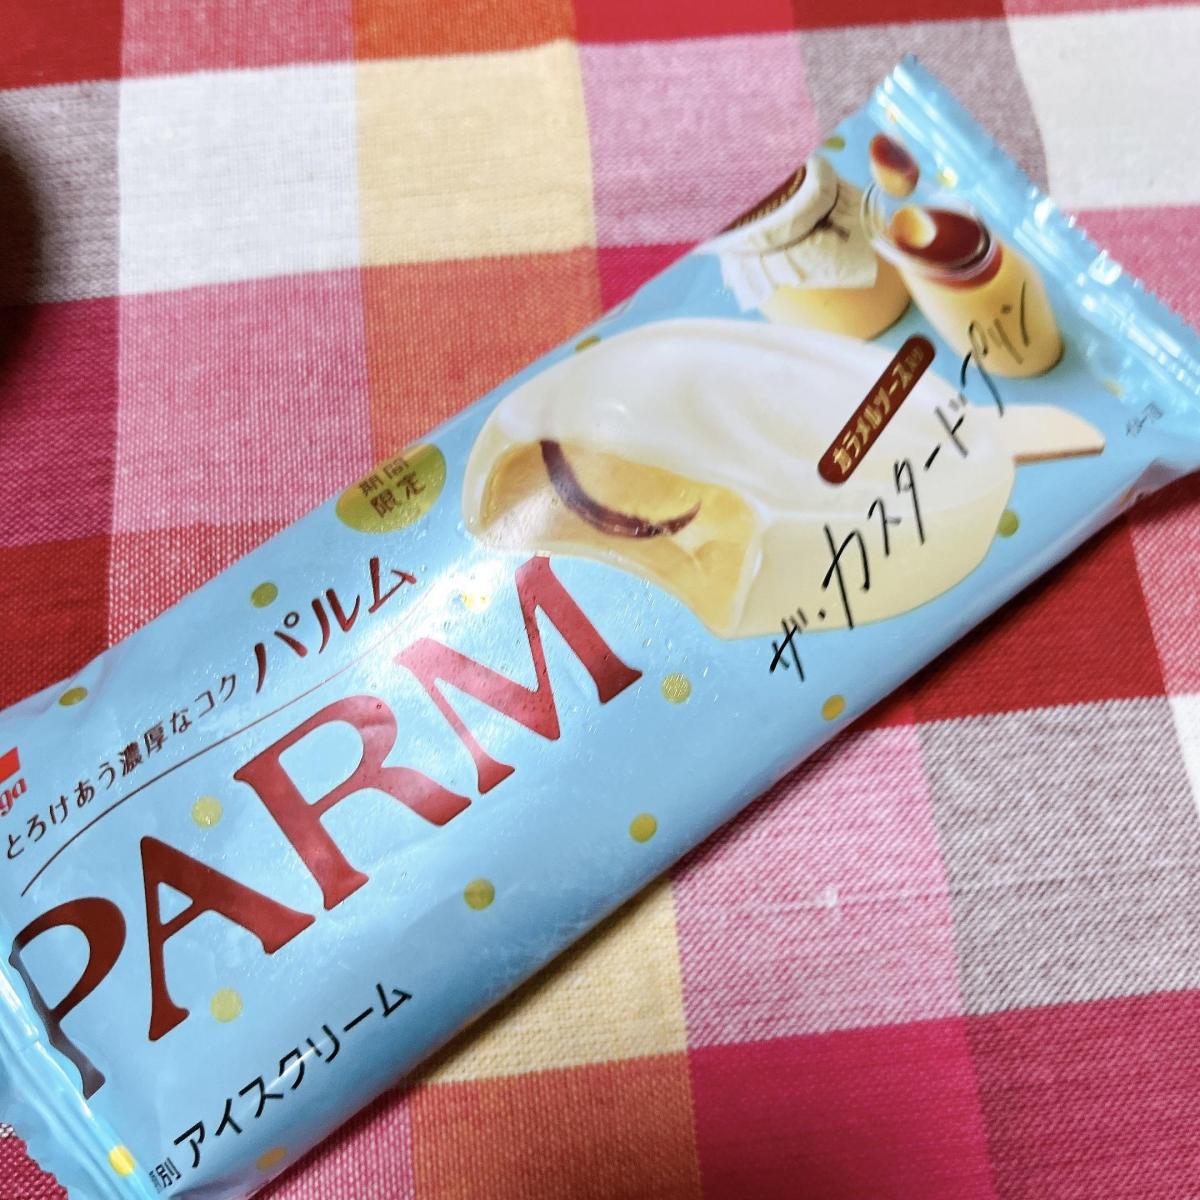 期間
限定
カラメルソース入り
ザ・カスタードプリン
とろけあう濃厚なコク パルム
PARM
アイスクリーム